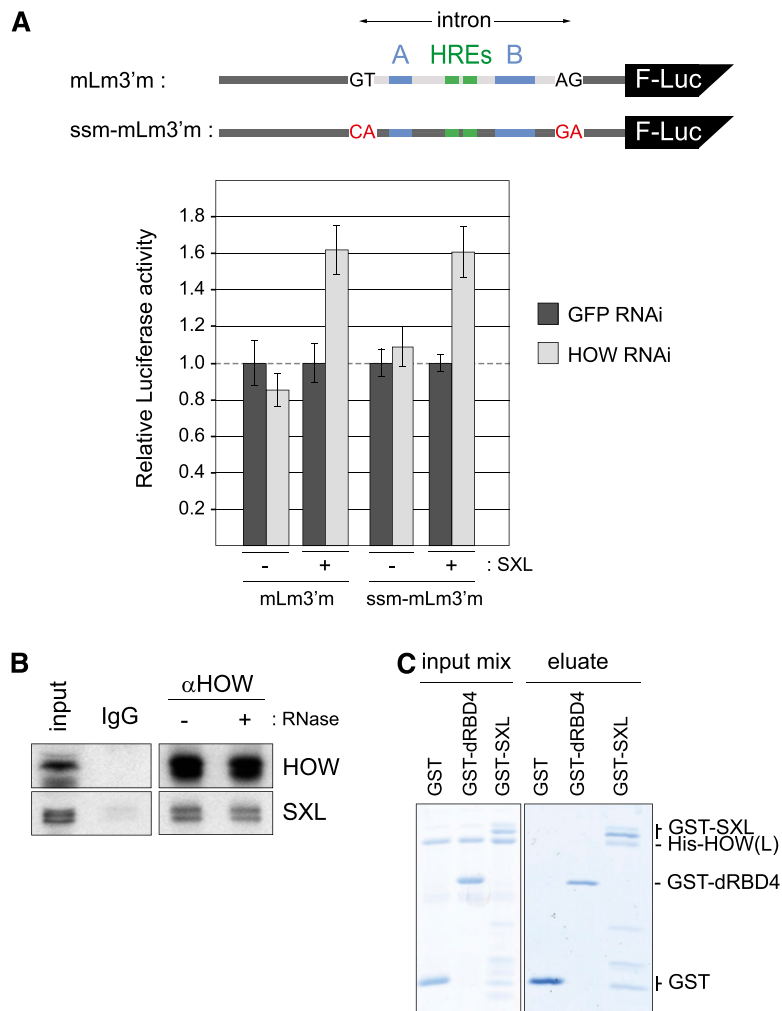 A
intron
A HREs B
mLm3'm : GT AG F-Luc
ssm-mLm3'm : CA GA F-Luc
Relative Luciferase activity
1.8
1.6
1.4
1.2
1.0
0.8
0.6
0.4
0.2
GFP RNAi
HOW RNAi
- + - + : SXL
mLm3'm ssm-mLm3'm
B
input IgG αHOW
- + : RNase
HOW
SXL
C
input mix eluate
GST GST-dRBD4 GST-SXL GST GST-dRBD4 GST-SXL
GST-SXL
His-HOW(L)
GST-dRBD4
GST